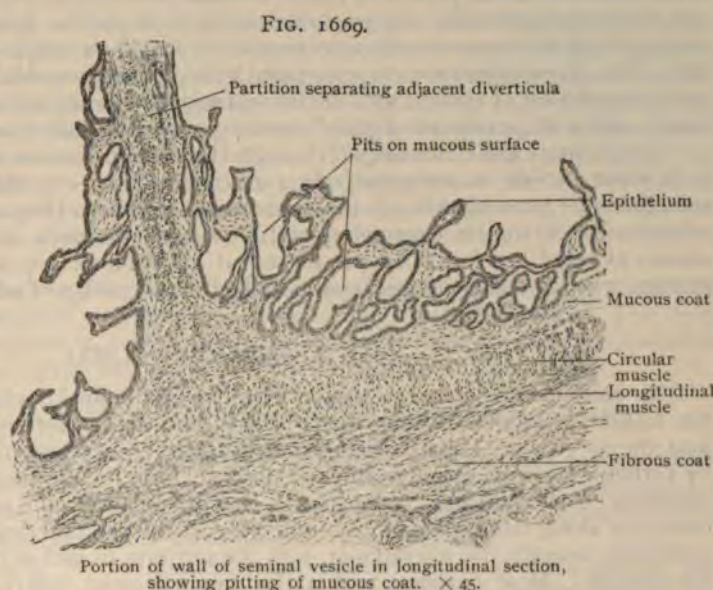 FIG. 1669.
Partition separating adjacent diverticula
Pits on mucous surface
Epithelium
Mucous coat
Circular
muscle
Longitudinal
muscle
Fibrous coat
Portion of wall of seminal vesicle in longitudinal section,
showing pitting of mucous coat. × 45.